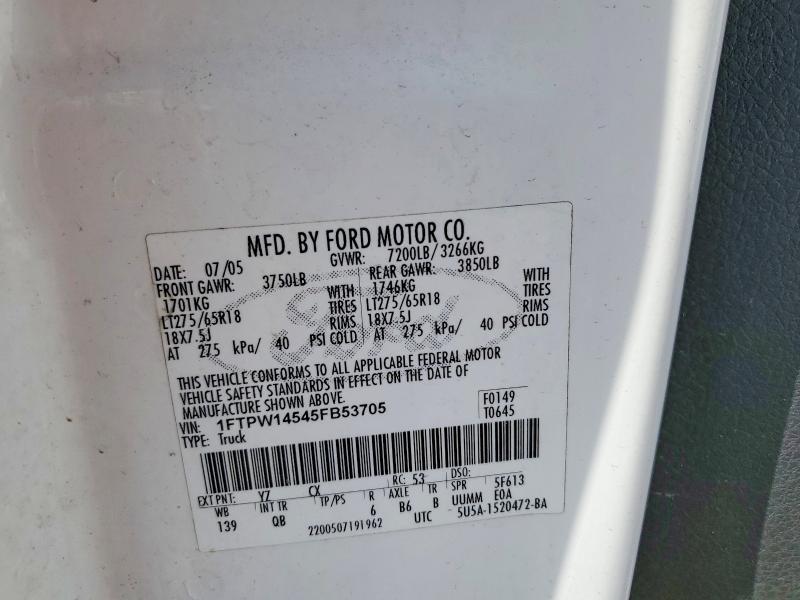 MFD. BY FORD MOTOR CO.
DATE: 07/05 GVWR: 7200LB/3266KG
FRONT GAWR: 3750LB REAR GAWR: 3850LB
1701KG WITH 1746KG WITH
LT275/65R18 TIRES LT275/65R18 TIRES
18X7.5J RIMS 18X7.5J RIMS
AT 275 kPa/ 40 PSI COLD AT 275 kPa/ 40 PSI COLD
Ford
THIS VEHICLE CONFORMS TO ALL APPLICABLE FEDERAL MOTOR
VEHICLE SAFETY STANDARDS IN EFFECT ON THE DATE OF
MANUFACTURE SHOWN ABOVE.
VIN: 1FTPW14545FB53705 F0149
TYPE: Truck T0645
EXT PNT: YZ CX RC: 53 DSO:
WB INT TR TP/PS R AXLE TR SPR 5F613
139 QB 6 B6 B UUMM E0A
2200507191962 UTC 5U5A-1520472-BA